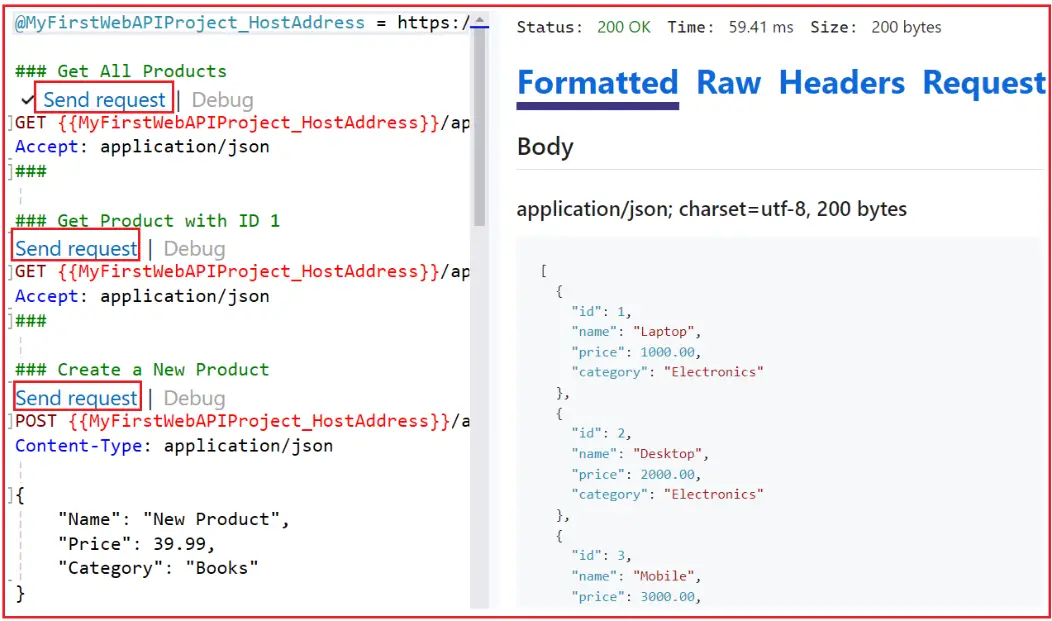 @MyFirstWebAPIProject_HostAddress = https:/
### Get All Products
Send request | Debug
GET {{MyFirstWebAPIProject_HostAddress}}/ap
Accept: application/json
###
### Get Product with ID 1
Send request | Debug
GET {{MyFirstWebAPIProject_HostAddress}}/ap
Accept: application/json
###
### Create a New Product
Send request | Debug
POST {{MyFirstWebAPIProject_HostAddress}}/a
Content-Type: application/json
{
    "Name": "New Product",
    "Price": 39.99,
    "Category": "Books"
}
Status: 200 OK Time: 59.41 ms Size: 200 bytes
Formatted Raw Headers Request
Body
application/json; charset=utf-8, 200 bytes
[
  {
    "id": 1,
    "name": "Laptop",
    "price": 1000.00,
    "category": "Electronics"
  },
  {
    "id": 2,
    "name": "Desktop",
    "price": 2000.00,
    "category": "Electronics"
  },
  {
    "id": 3,
    "name": "Mobile",
    "price": 3000.00,